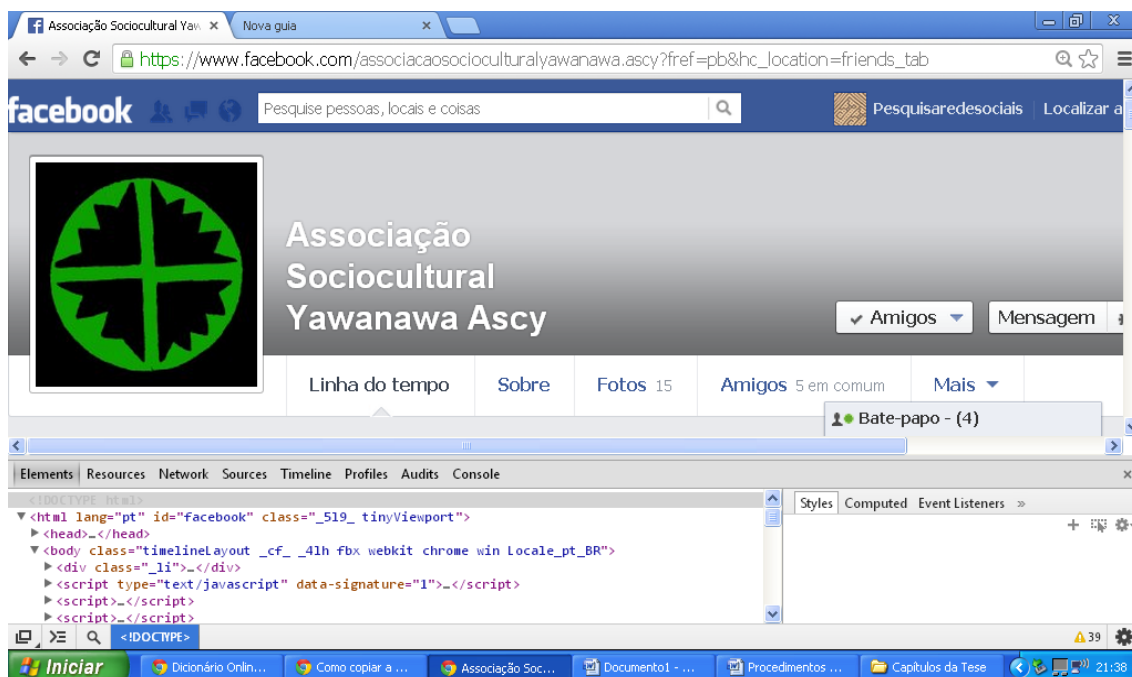 Associação Sociocultural Yaw
Nova guia
https://www.facebook.com/associacaosocioculturalyawanawa.ascy?fref=pb&hc_location=friends_tab
facebook
Pesquise pessoas, locais e coisas
Pesquisaredesociais
Localizar a
Associação
Sociocultural
Yawanawa Ascy
Amigos
Mensagem
Linha do tempo
Sobre
Fotos 15
Amigos 5 em comum
Mais
Bate-papo - (4)
Elements Resources Network Sources Timeline Profiles Audits Console
<!DOCTYPE html>
Styles Computed Event Listeners »
<html lang="pt" id="facebook" class="_519_ tinyViewport">
<head>…</head>
<body class="timelineLayout _cf_ _4lh fbx webkit chrome win Locale_pt_BR">
<div class="_li">…</div>
<script type="text/javascript" data-signature="1">…</script>
<script>…</script>
<script>…</script>
<!DOCTYPE>
39
Iniciar
Dicionário Onlin...
Como copiar a ...
Associação Soc...
Documento1 - ...
Procedimentos ...
Capítulos da Tese
21:38